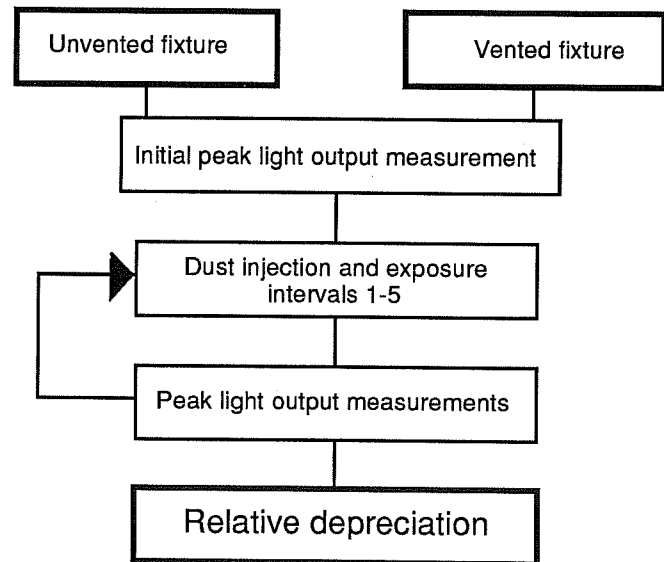 Unvented fixture
Vented fixture
Initial peak light output measurement
Dust injection and exposure
intervals 1-5
Peak light output measurements
Relative depreciation